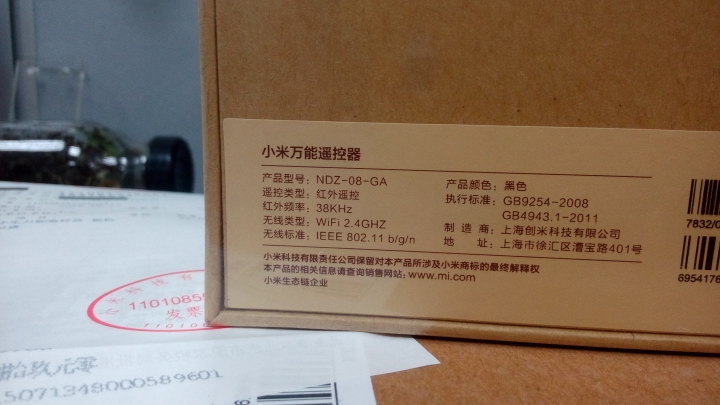 小米万能遥控器
产品型号：NDZ-08-GA
遥控类型：红外遥控
红外频率：38KHz
无线类型：WiFi 2.4GHZ
无线标准：IEEE 802.11 b/g/n
产品颜色：黑色
执行标准：GB9254-2008
GB4943.1-2011
制 造 商：上海创米科技有限公司
地 址：上海市徐汇区漕宝路401号
小米科技有限责任公司保留对本产品所涉及小米商标的最终解释权
本产品的相关信息请查询销售网站：www.mi.com
小米生态链企业
7832/0
6954176
1101085
发票
110108
拾玖元零
5071348000589601